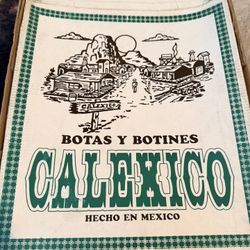 CALEXICO
BOTAS Y BOTINES
CALEXICO
HECHO EN MEXICO